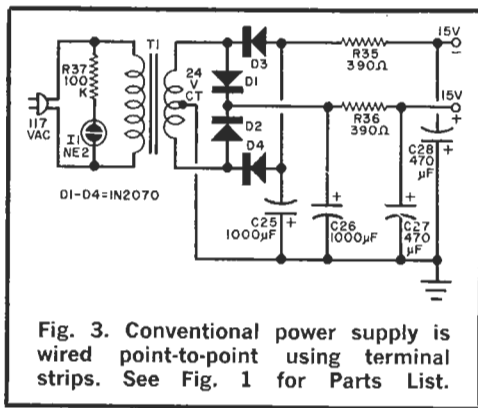 T1
D3
R35
390Ω
15V
−
R37
100
K
24
V
CT
D1
15V
+
117
VAC
I1
NE2
D2
R36
390Ω
D4
C28
470
µF
+
D1-D4=1N2070
C25
1000µF
+
C26
1000µF
+
C27
470
µF
+
Fig. 3. Conventional power supply is
wired point-to-point using terminal
strips. See Fig. 1 for Parts List.